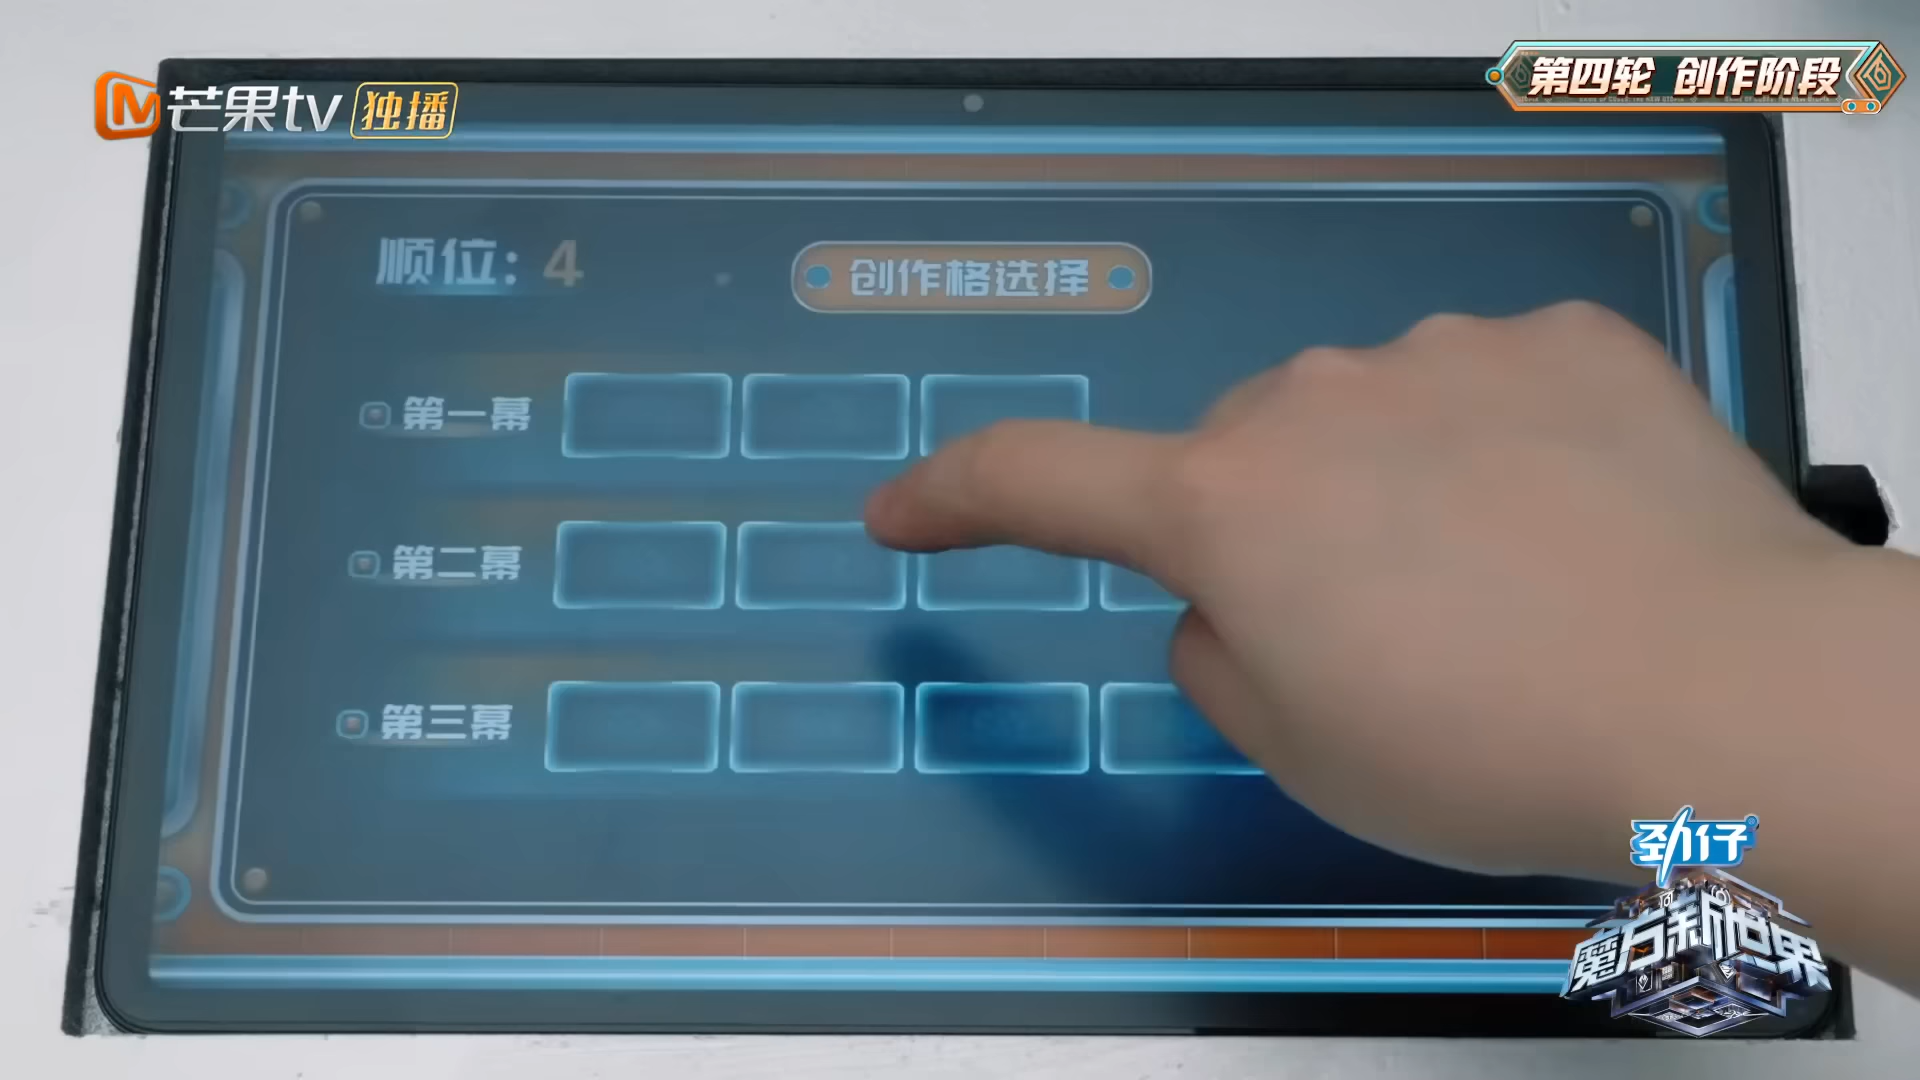 芒果tv 独播
第四轮 创作阶段
顺位：4
创作格选择
第一幕
第二幕
第三幕
劲仔
魔方新世界